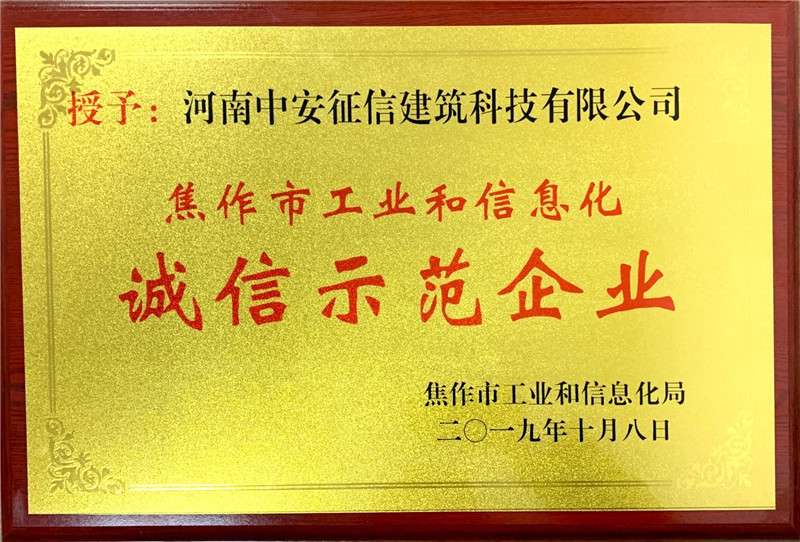 授予：河南中安征信建筑科技有限公司
焦作市工业和信息化
诚信示范企业
焦作市工业和信息化局
二〇一九年十月八日